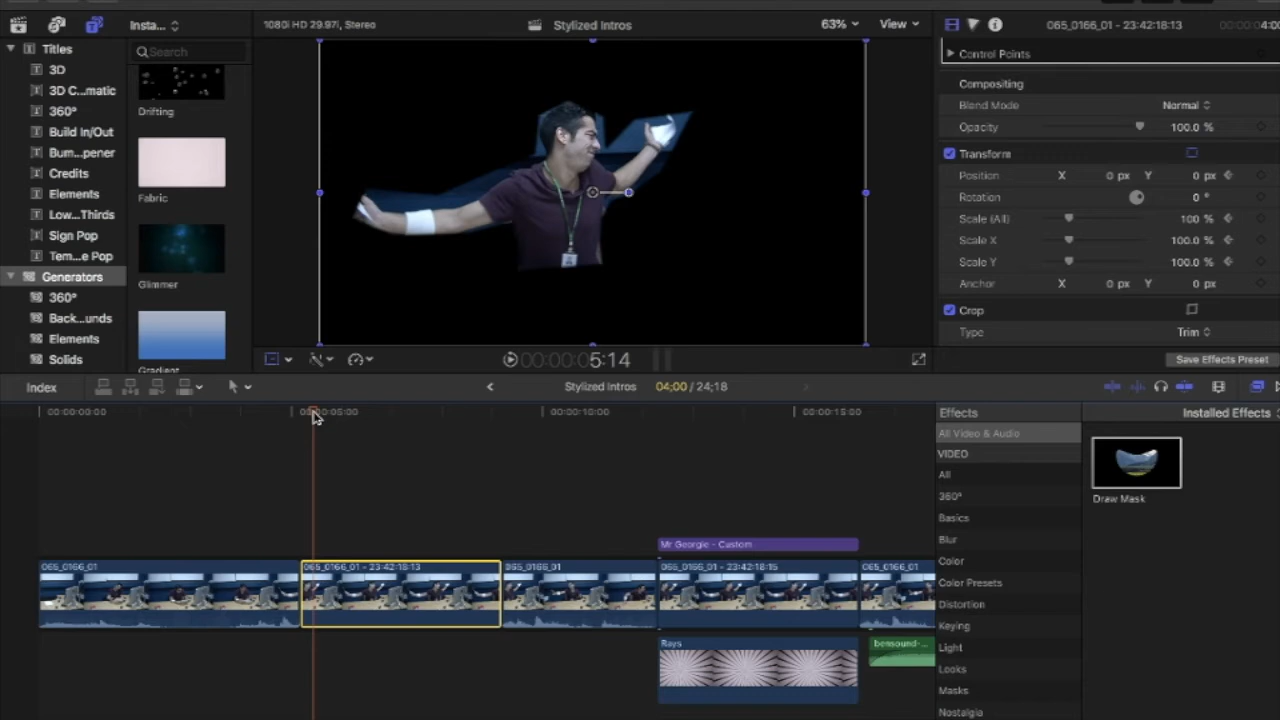 Insta...
1080i HD 29.97i, Stereo
Stylized Intros
63%
View
065_0166_01 - 23:42:18:13
Titles
Search
Control Points
3D
3D C...matic
360°
Drifting
Compositing
Blend Mode
Normal
Opacity
100.0 %
Build In/Out
Bum...pener
Transform
Credits
Position
X
0 px
Y
0 px
Elements
Fabric
Rotation
0 °
Low...Thirds
Scale (All)
100 %
Sign Pop
Scale X
100.0 %
Tem...e Pop
Scale Y
100.0 %
Generators
Glimmer
Anchor
X
0 px
Y
0 px
360°
Back...unds
Crop
Elements
Type
Trim
Solids
Gradient
00:00:00:05:14
Save Effects Preset
Index
Stylized Intros
04;00 / 24;18
00:00:00:00
00:00:05:00
00:00:10:00
00:00:15:00
Effects
Installed Effects
All Video & Audio
VIDEO
All
Draw Mask
360°
Basics
Blur
Mr Georgie - Custom
Color
065_0166_01
065_0166_01 - 23:42:18:13
065_0166_01
065_0166_01 - 23:42:18:15
065_0166_01
Color Presets
Distortion
Keying
Rays
bensound-...
Light
Looks
Masks
Nostalgia